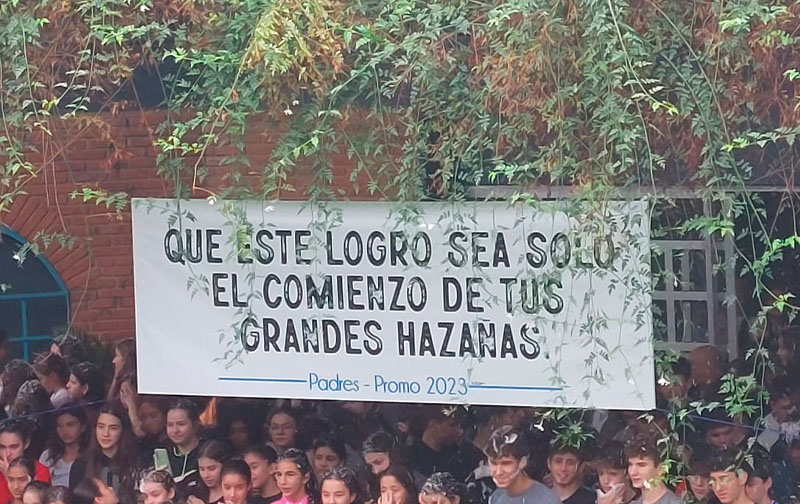 QUE ESTE LOGRO SEA SOLO
EL COMIENZO DE TUS
GRANDES HAZAÑAS.
Padres - Promo 2023